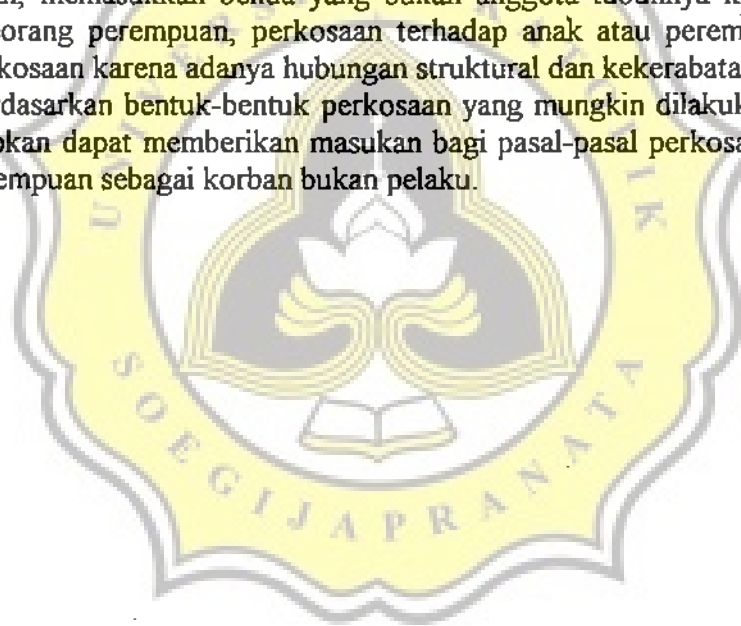 memasukkan benda yang bukan anggota tubuhnya
orang perempuan, perkosaan terhadap anak atau perem
kosaan karena adanya hubungan struktural dan kekerabata
dasarkan bentuk-bentuk perkosaan yang mungkin dilakuk
kan dapat memberikan masukan bagi pasal-pasal perkosa
empuan sebagai korban bukan pelaku.
SOEGIJAPRANATA